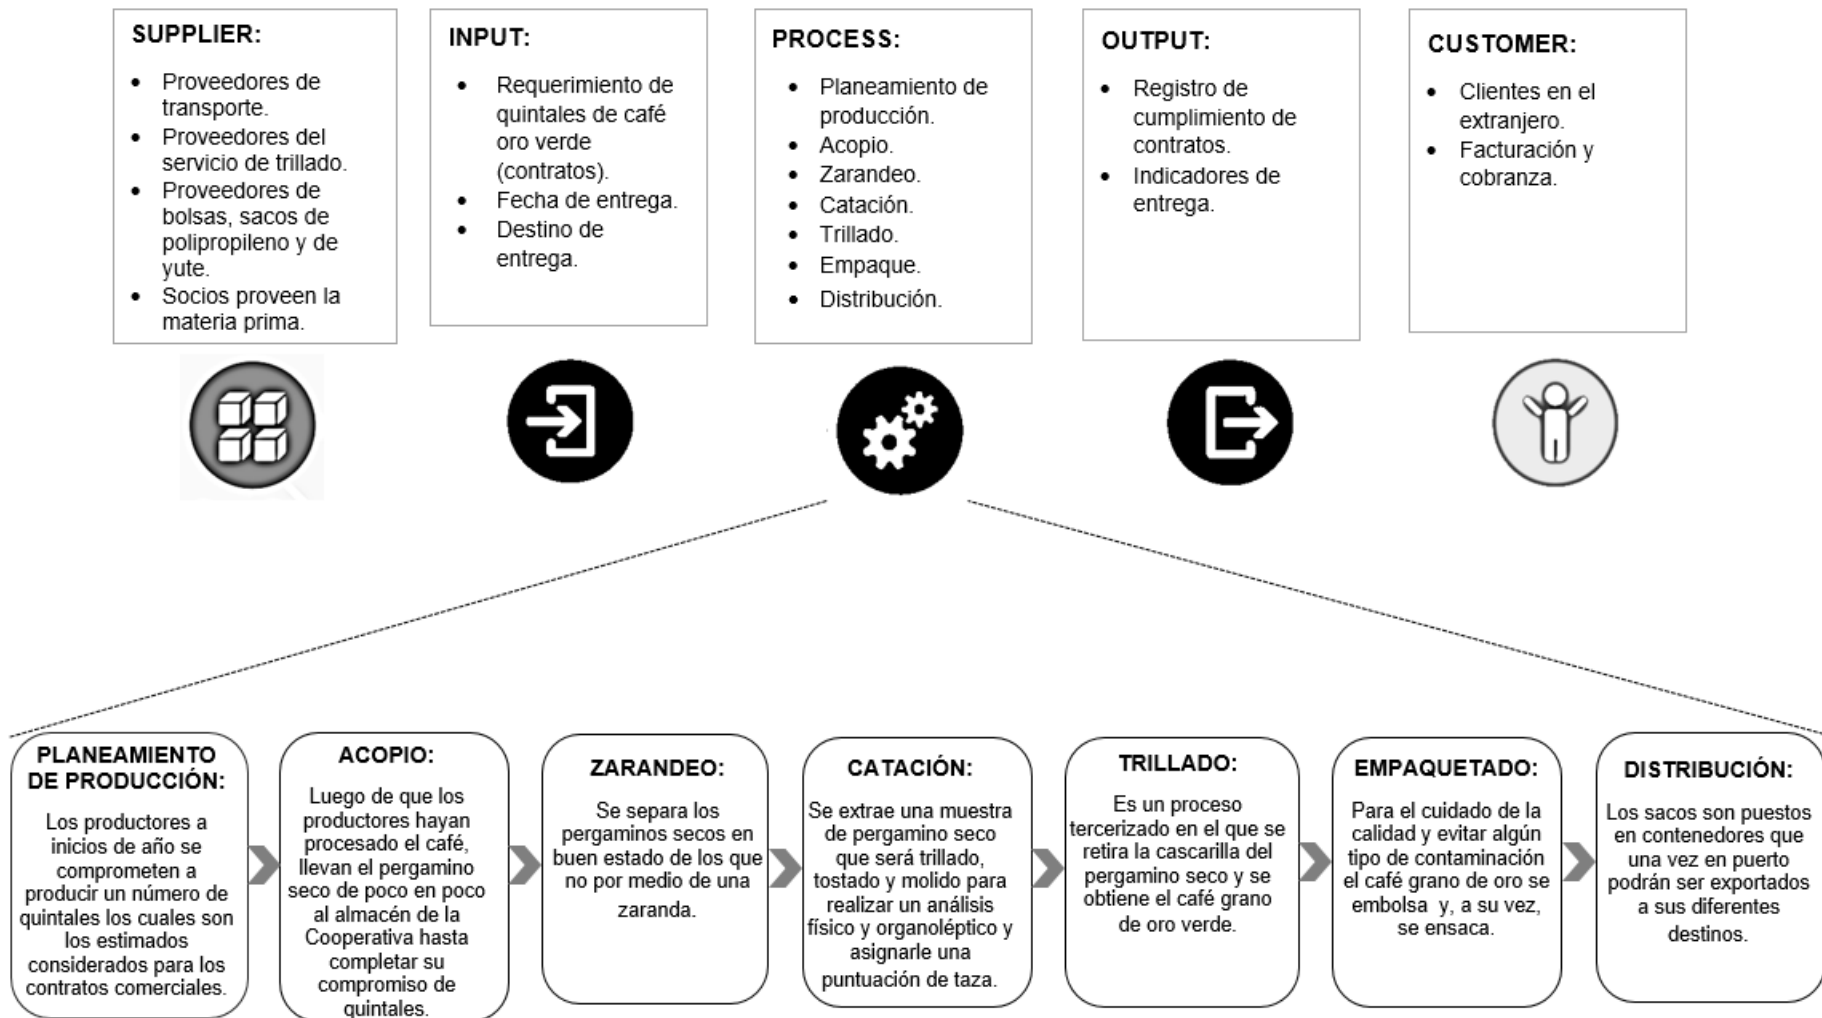 SUPPLIER:
• Proveedores de
transporte.
• Proveedores del
servicio de trillado.
• Proveedores de
bolsas, sacos de
polipropileno y de
yute.
• Socios proveen la
materia prima.
INPUT:
• Requerimiento de
quintales de café
oro verde
(contratos).
• Fecha de entrega.
• Destino de
entrega.
PROCESS:
• Planeamiento de
producción.
• Acopio.
• Zarandeo.
• Catación.
• Trillado.
• Empaque.
• Distribución.
OUTPUT:
• Registro de
cumplimiento de
contratos.
• Indicadores de
entrega.
CUSTOMER:
• Clientes en el
extranjero.
• Facturación y
cobranza.
PLANEAMIENTO
DE PRODUCCIÓN:
Los productores a
inicios de año se
comprometen a
producir un número de
quintales los cuales son
los estimados
considerados para los
contratos comerciales.
ACOPIO:
Luego de que los
productores hayan
procesado el café,
llevan el pergamino
seco de poco en poco
al almacén de la
Cooperativa hasta
completar su
compromiso de
quintales.
ZARANDEO:
Se separa los
pergaminos secos en
buen estado de los que
no por medio de una
zaranda.
CATACIÓN:
Se extrae una muestra
de pergamino seco
que será trillado,
tostado y molido para
realizar un análisis
físico y organoléptico y
asignarle una
puntuación de taza.
TRILLADO:
Es un proceso
tercerizado en el que se
retira la cascarilla del
pergamino seco y se
obtiene el café grano
de oro verde.
EMPAQUETADO:
Para el cuidado de la
calidad y evitar algún
tipo de contaminación
el café grano de oro se
embolsa y, a su vez,
se ensaca.
DISTRIBUCIÓN:
Los sacos son puestos
en contenedores que
una vez en puerto
podrán ser exportados
a sus diferentes
destinos.